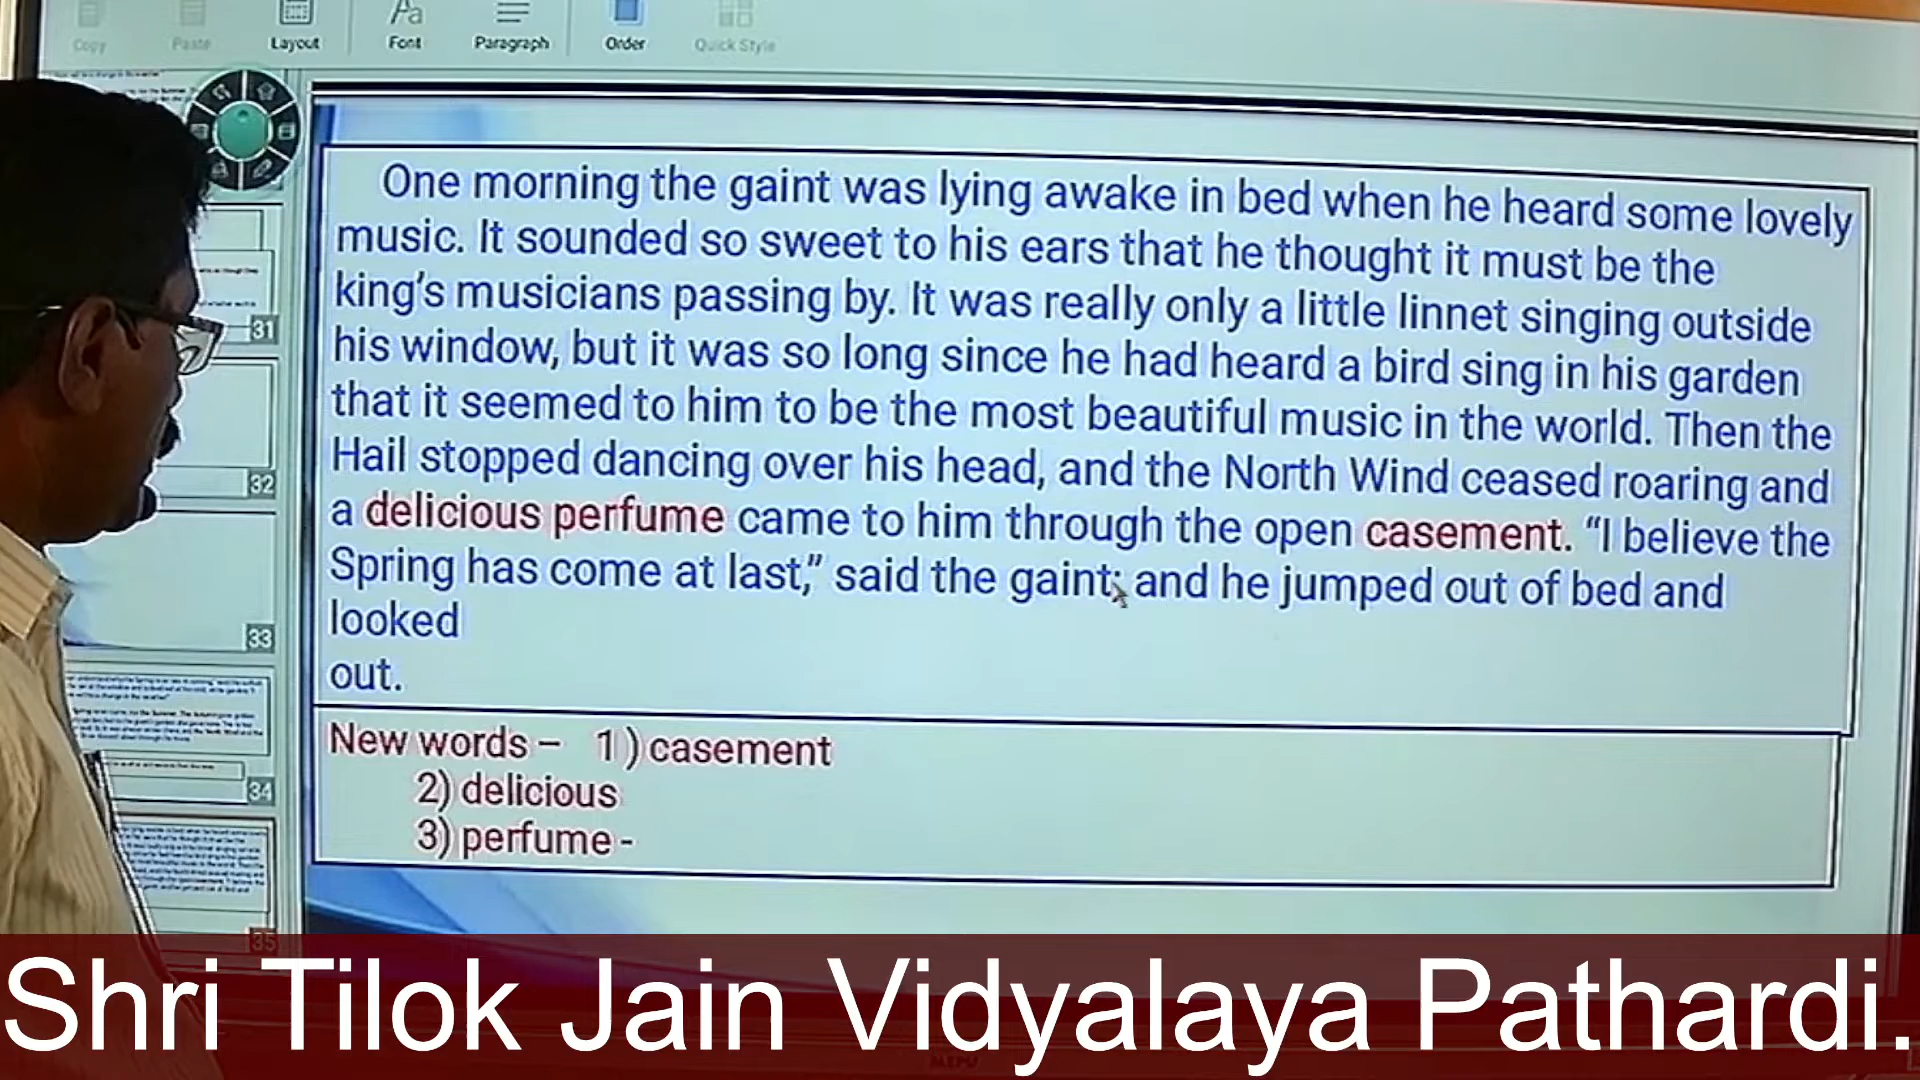 Copy
Paste
Layout
Font
Paragraph
Order
Quick Style
One morning the gaint was lying awake in bed when he heard some lovely
music. It sounded so sweet to his ears that he thought it must be the
king's musicians passing by. It was really only a little linnet singing outside
his window, but it was so long since he had heard a bird sing in his garden
that it seemed to him to be the most beautiful music in the world. Then the
Hail stopped dancing over his head, and the North Wind ceased roaring and
a delicious perfume came to him through the open casement. “I believe the
Spring has come at last,” said the gaint; and he jumped out of bed and
looked
out.
New words – 1 ) casement
2) delicious
3) perfume -
31
32
33
34
35
Shri Tilok Jain Vidyalaya Pathardi.